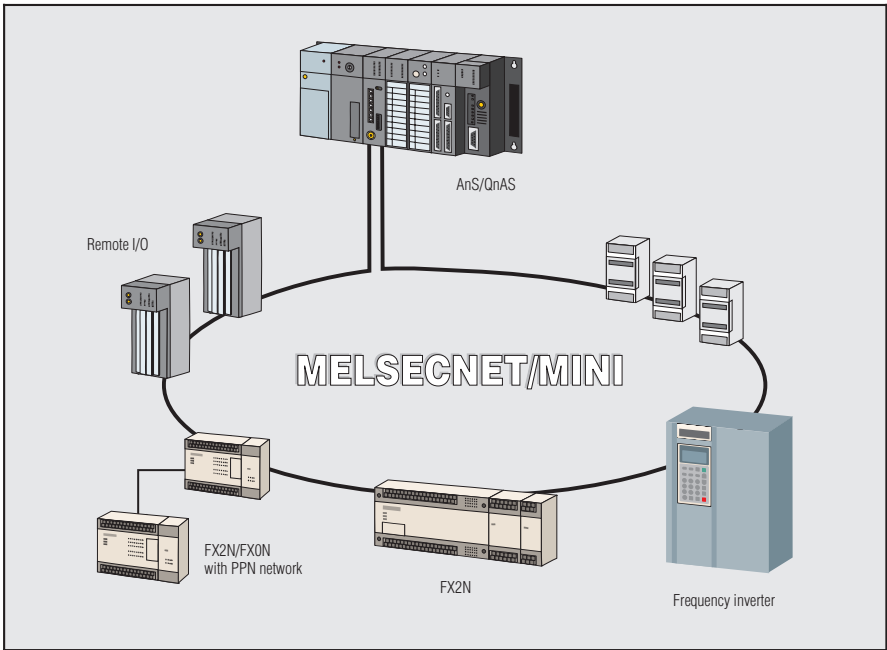 AnS/QnAS
Remote I/O
MELSECNET/MINI
FX2N/FX0N
with PPN network
FX2N
Frequency inverter